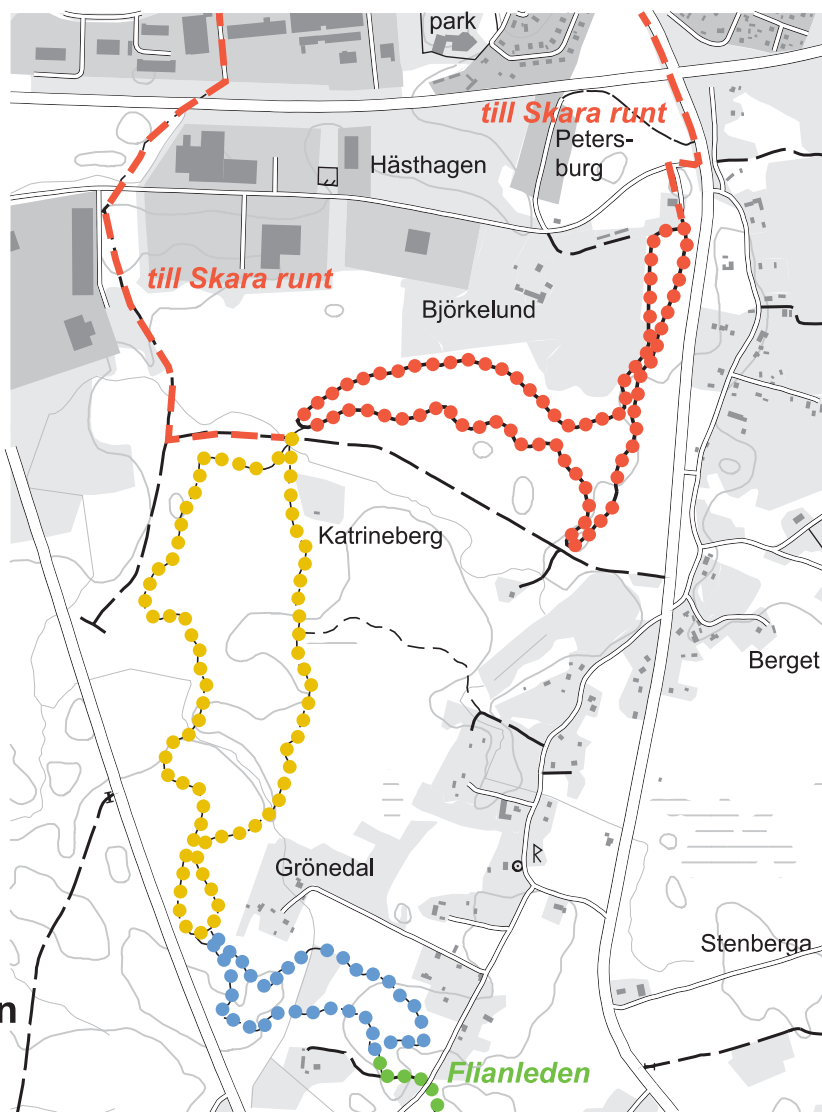 park
till Skara runt
Peters-
burg
Hästhagen
till Skara runt
Björkelund
Katrineberg
Berget
Grönedal
R
Stenberga
n
Flianleden